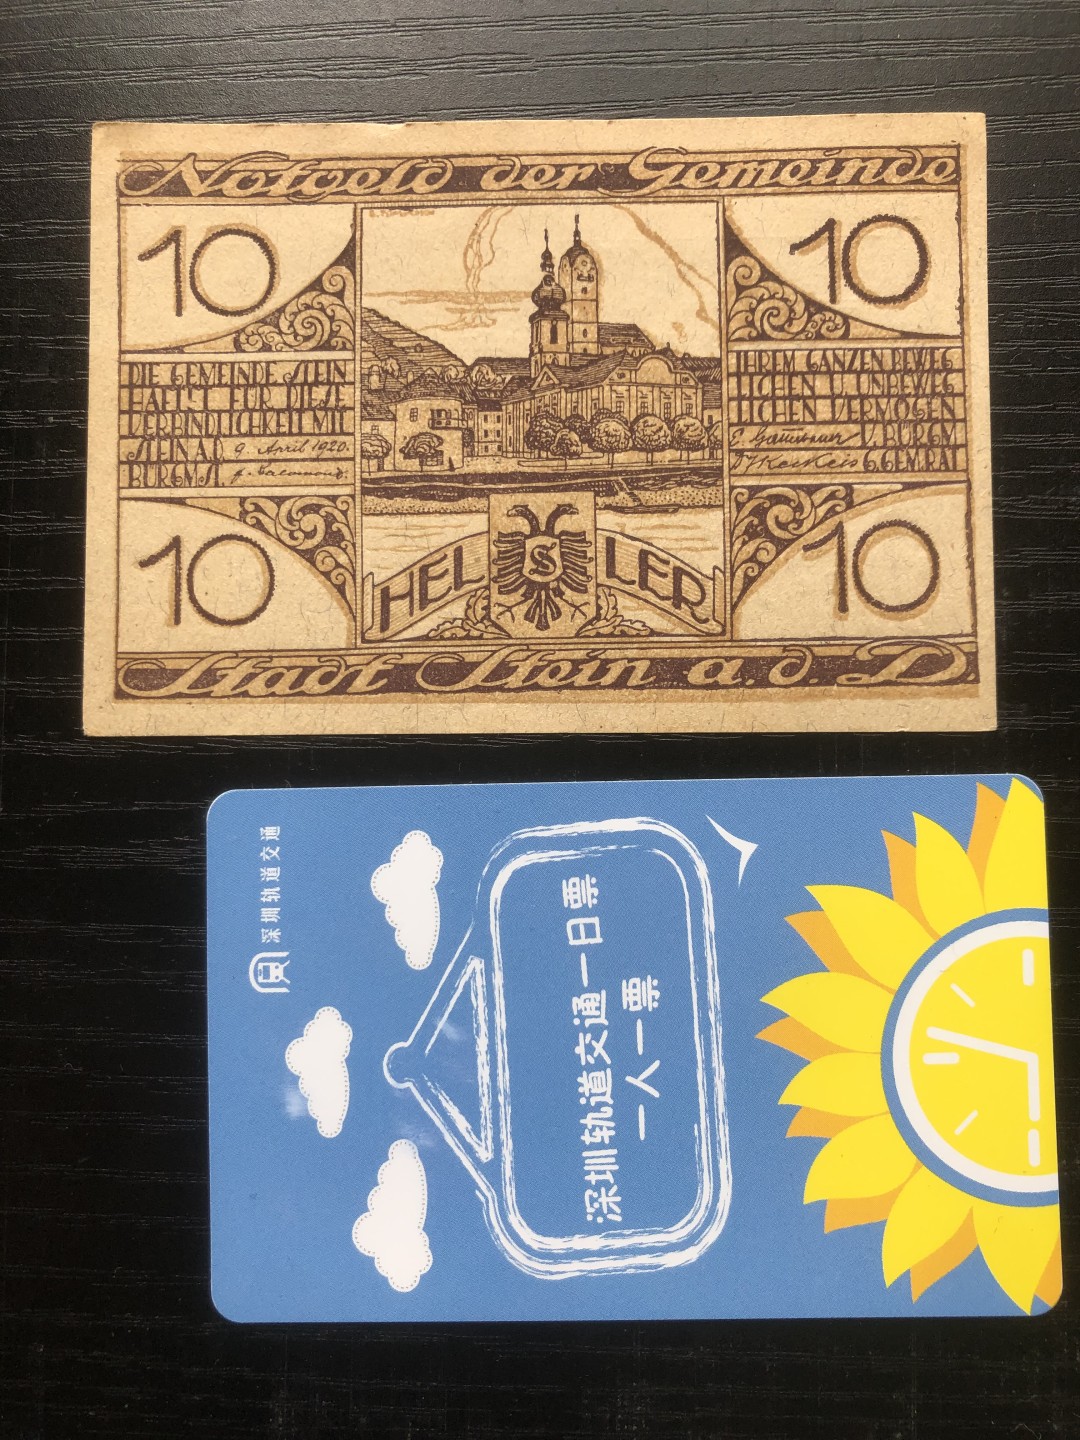 Notgeld der Gemeinde
10
10
DIE GEMEINDE STEIN
HAFTET FÜR DIESE
VERBINDLICHKEIT MIT
STEIN A.D. 9. April 1920.
BÜRGMST.
IHREM GANZEN BEWEG
LICHEN U. UNBEWEG
LICHEN VERMÖGEN
V. BÜRGM.
G. GEM. RAT
10
10
HEL S LER
Stadt Stein a. d. D.
深圳轨道交通
深圳轨道交通一日票
一人一票